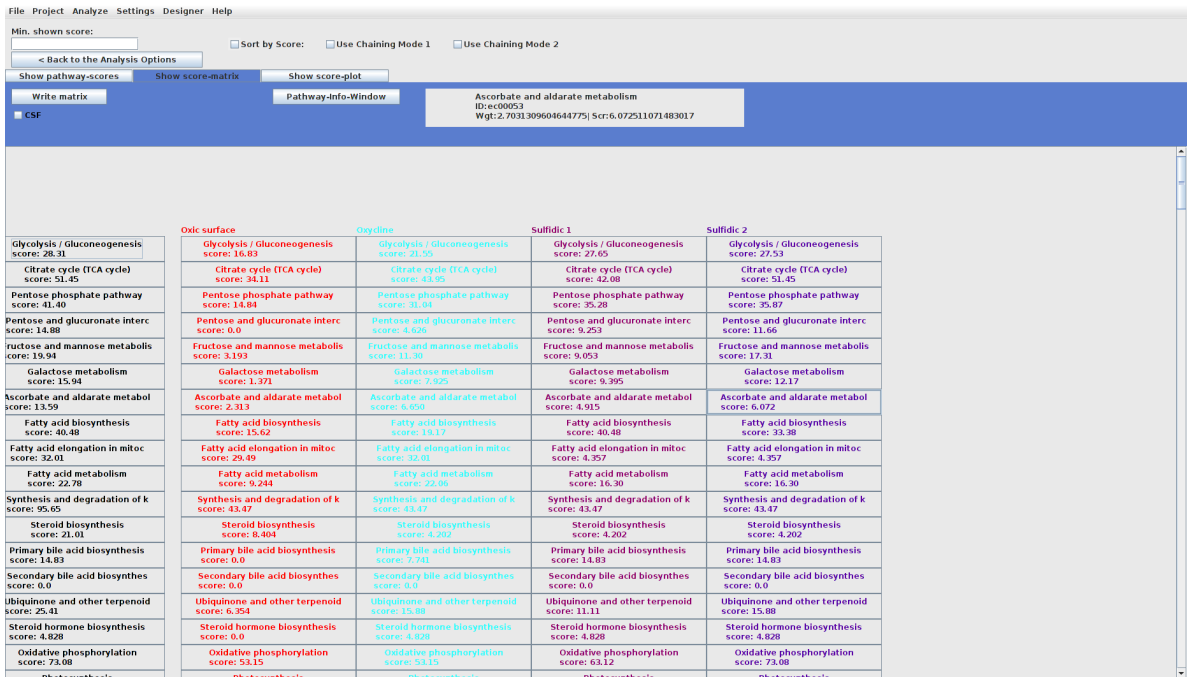 File Project Analyze Settings Designer Help
Min. shown score:
Sort by Score: Use Chaining Mode 1 Use Chaining Mode 2
< Back to the Analysis Options
Show pathway-scores Show score-matrix Show score-plot
Write matrix Pathway-Info-Window
CSF
Ascorbate and aldarate metabolism
ID:ec00053
Wgt:2.7031309604644775| Scr:6.072511071483017
Oxic surface Oxycline Sulfidic 1 Sulfidic 2
Glycolysis / Gluconeogenesis Glycolysis / Gluconeogenesis Glycolysis / Gluconeogenesis Glycolysis / Gluconeogenesis Glycolysis / Gluconeogenesis
score: 28.31 score: 16.83 score: 21.55 score: 27.65 score: 27.53
Citrate cycle (TCA cycle) Citrate cycle (TCA cycle) Citrate cycle (TCA cycle) Citrate cycle (TCA cycle) Citrate cycle (TCA cycle)
score: 51.45 score: 34.11 score: 43.95 score: 42.08 score: 51.45
Pentose phosphate pathway Pentose phosphate pathway Pentose phosphate pathway Pentose phosphate pathway Pentose phosphate pathway
score: 41.40 score: 14.84 score: 31.04 score: 35.28 score: 35.87
Pentose and glucuronate interc Pentose and glucuronate interc Pentose and glucuronate interc Pentose and glucuronate interc Pentose and glucuronate interc
score: 14.88 score: 0.0 score: 4.626 score: 9.253 score: 11.66
ructose and mannose metabolis Fructose and mannose metabolis Fructose and mannose metabolis Fructose and mannose metabolis Fructose and mannose metabolis
core: 19.94 score: 3.193 score: 11.30 score: 9.053 score: 17.31
Galactose metabolism Galactose metabolism Galactose metabolism Galactose metabolism Galactose metabolism
score: 15.94 score: 1.371 score: 7.925 score: 9.395 score: 12.17
Ascorbate and aldarate metabol Ascorbate and aldarate metabol Ascorbate and aldarate metabol Ascorbate and aldarate metabol Ascorbate and aldarate metabol
score: 13.59 score: 2.313 score: 6.650 score: 4.915 score: 6.072
Fatty acid biosynthesis Fatty acid biosynthesis Fatty acid biosynthesis Fatty acid biosynthesis Fatty acid biosynthesis
score: 40.48 score: 15.62 score: 19.17 score: 40.48 score: 33.38
Fatty acid elongation in mitoc Fatty acid elongation in mitoc Fatty acid elongation in mitoc Fatty acid elongation in mitoc Fatty acid elongation in mitoc
score: 32.01 score: 29.49 score: 32.01 score: 4.357 score: 4.357
Fatty acid metabolism Fatty acid metabolism Fatty acid metabolism Fatty acid metabolism Fatty acid metabolism
score: 22.78 score: 9.244 score: 22.06 score: 16.30 score: 16.30
Synthesis and degradation of k Synthesis and degradation of k Synthesis and degradation of k Synthesis and degradation of k Synthesis and degradation of k
score: 95.65 score: 43.47 score: 43.47 score: 43.47 score: 43.47
Steroid biosynthesis Steroid biosynthesis Steroid biosynthesis Steroid biosynthesis Steroid biosynthesis
score: 21.01 score: 8.404 score: 4.202 score: 4.202 score: 4.202
Primary bile acid biosynthesis Primary bile acid biosynthesis Primary bile acid biosynthesis Primary bile acid biosynthesis Primary bile acid biosynthesis
score: 14.83 score: 0.0 score: 7.741 score: 14.83 score: 14.83
Secondary bile acid biosynthes Secondary bile acid biosynthes Secondary bile acid biosynthes Secondary bile acid biosynthes Secondary bile acid biosynthes
score: 0.0 score: 0.0 score: 0.0 score: 0.0 score: 0.0
Ubiquinone and other terpenoid Ubiquinone and other terpenoid Ubiquinone and other terpenoid Ubiquinone and other terpenoid Ubiquinone and other terpenoid
score: 25.41 score: 6.354 score: 15.88 score: 11.11 score: 15.88
Steroid hormone biosynthesis Steroid hormone biosynthesis Steroid hormone biosynthesis Steroid hormone biosynthesis Steroid hormone biosynthesis
score: 4.828 score: 0.0 score: 4.828 score: 4.828 score: 4.828
Oxidative phosphorylation Oxidative phosphorylation Oxidative phosphorylation Oxidative phosphorylation Oxidative phosphorylation
score: 73.08 score: 53.15 score: 53.15 score: 63.12 score: 73.08